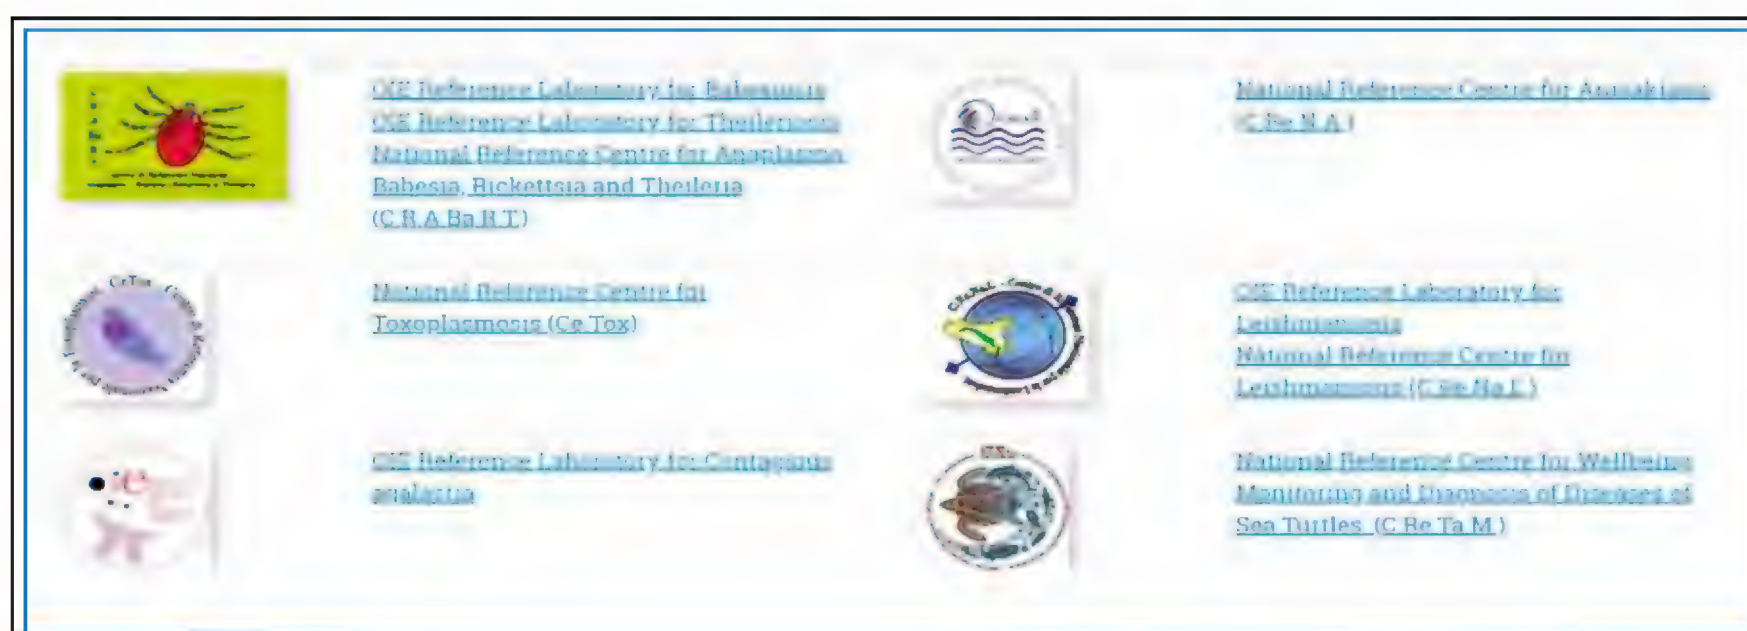 OIE Reference Laboratory for Babesiosis
OIE Reference Laboratory for Theileriosis
National Reference Centre for Anaplasma,
Babesia, Rickettsia and Theileria
(C.R.A.Ba.R.T.)
National Reference Centre for Anisakiasis
(C.Re.N.A.)
National Reference Centre for
Toxoplasmosis (Ce.Tox)
OIE Reference Laboratory for
Leishmaniosis
National Reference Centre for
Leishmaniosis (C.Re.Na.L.)
OIE Reference Laboratory for Contagious
agalactia
National Reference Centre for Wellbeing
Monitoring and Diagnosis of Diseases of
Sea Turtles (C.Re.Ta.M.)